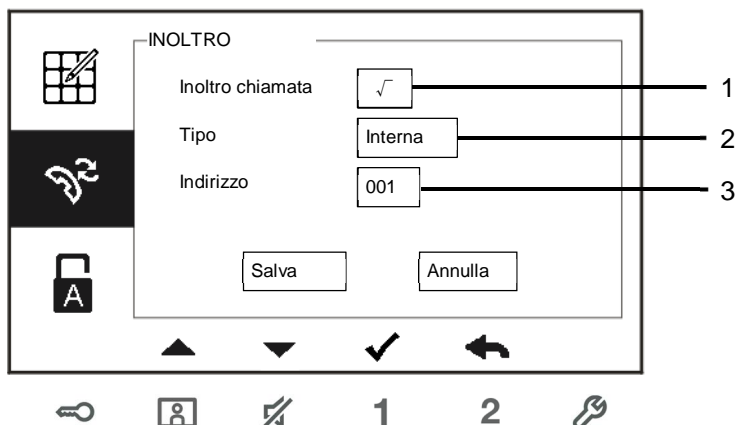 INOLTRO
Inoltro chiamata √ 1
Tipo Interna 2
Indirizzo 001 3
Salva Annulla
A
1 2